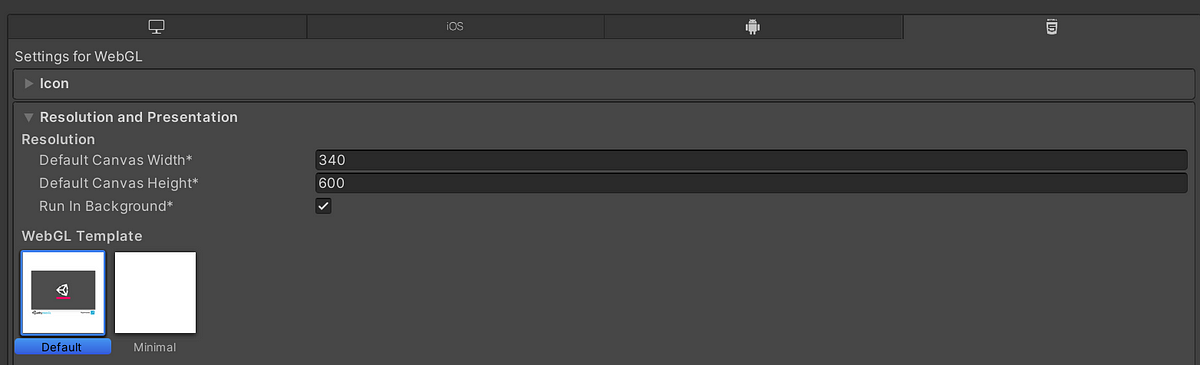 iOS
Settings for WebGL
Icon
Resolution and Presentation
Resolution
Default Canvas Width* 340
Default Canvas Height* 600
Run In Background*
WebGL Template
Default Minimal